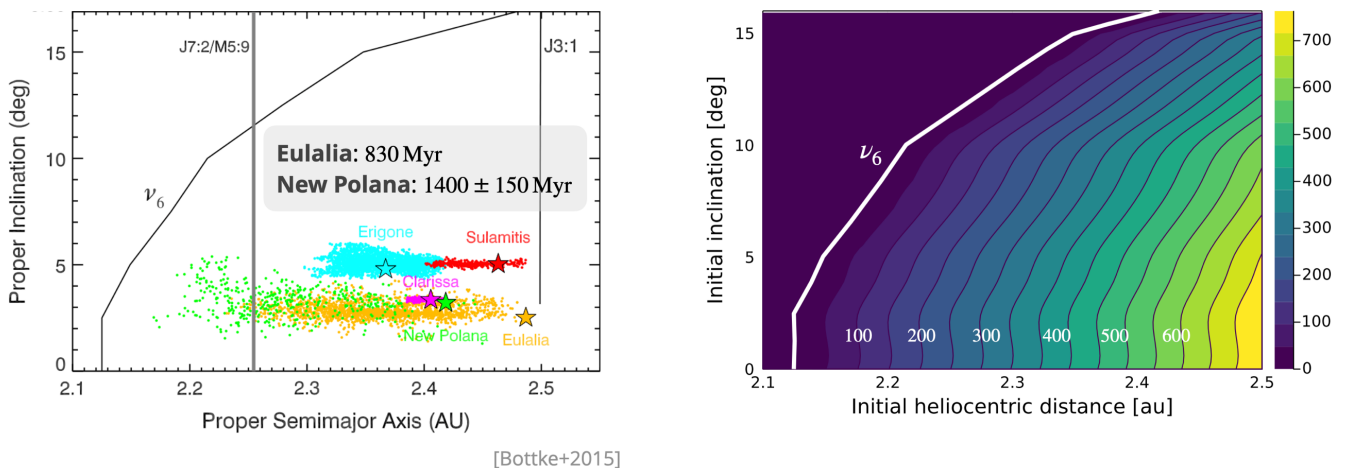 15
10
5
0
2.1
2.2
2.3
2.4
2.5
Proper Inclination (deg)
Proper Semimajor Axis (AU)
J7:2/M5:9
J3:1
ν6
Eulalia: 830 Myr
New Polana: 1400 ± 150 Myr
Erigone
Sulamitis
Clarissa
New Polana
Eulalia
[Bottke+2015]
15
10
5
0
2.1
2.2
2.3
2.4
2.5
Initial inclination [deg]
Initial heliocentric distance [au]
ν6
100
200
300
400
500
600
700
600
500
400
300
200
100
0